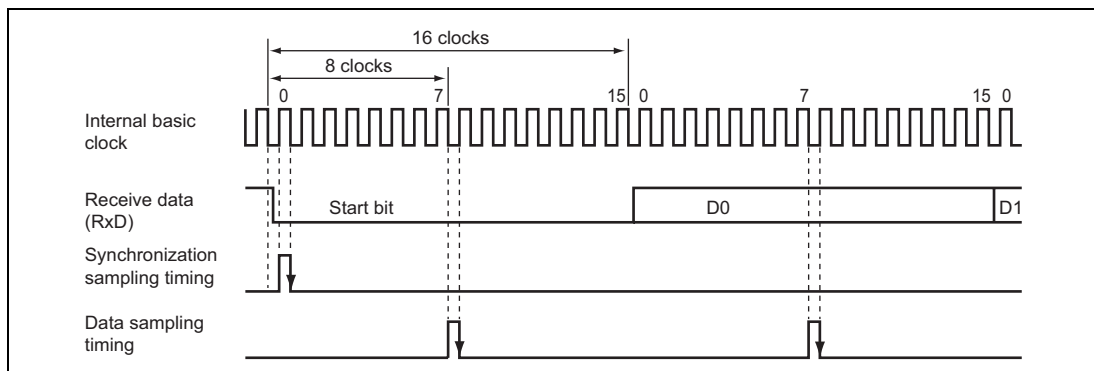 16 clocks
8 clocks
0 7 15 0 7 15 0
Internal basic
clock
Receive data
(RxD)
Start bit D0 D1
Synchronization
sampling timing
Data sampling
timing